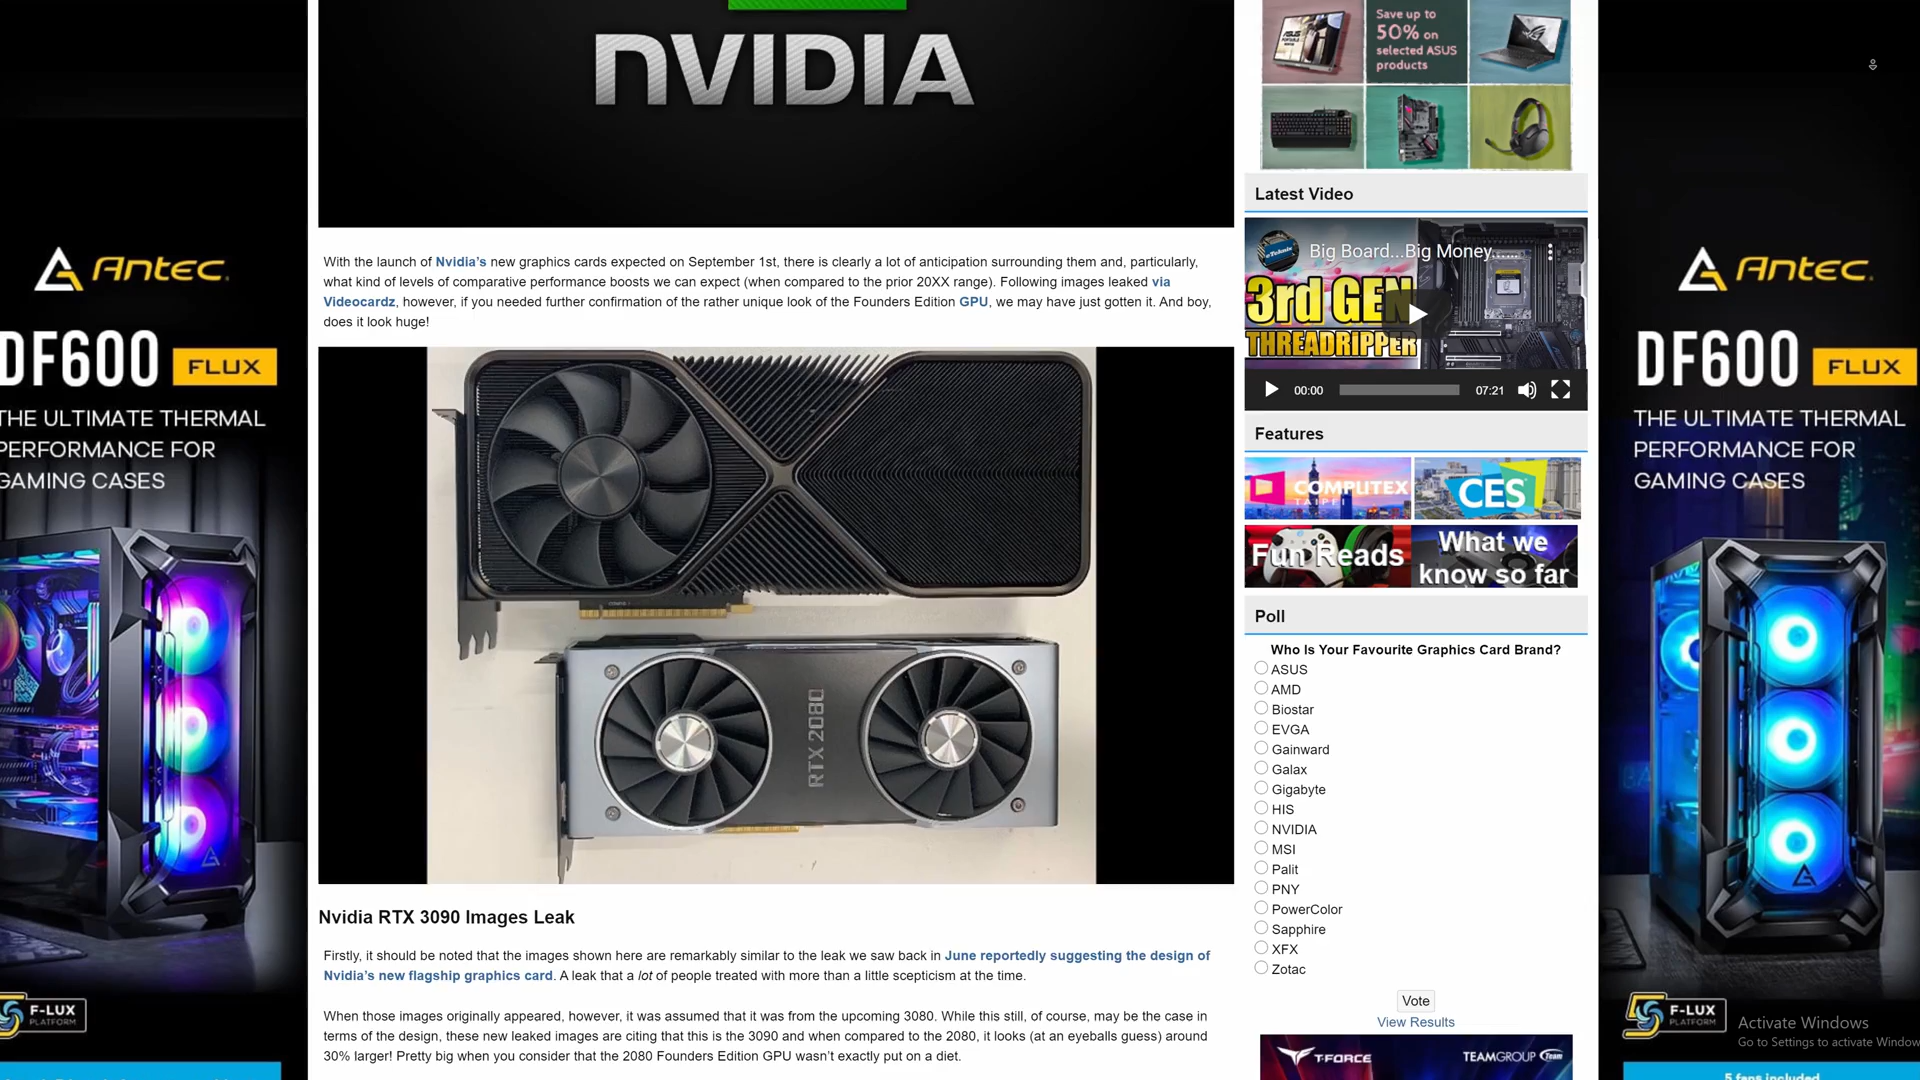 Antec
DF600 FLUX
THE ULTIMATE THERMAL
PERFORMANCE FOR
GAMING CASES
F-LUX
PLATFORM
NVIDIA
With the launch of Nvidia's new graphics cards expected on September 1st, there is clearly a lot of anticipation surrounding them and, particularly,
what kind of levels of comparative performance boosts we can expect (when compared to the prior 20XX range). Following images leaked via
Videocardz, however, if you needed further confirmation of the rather unique look of the Founders Edition GPU, we may have just gotten it. And boy,
does it look huge!
RTX 2080
Nvidia RTX 3090 Images Leak
Firstly, it should be noted that the images shown here are remarkably similar to the leak we saw back in June reportedly suggesting the design of
Nvidia's new flagship graphics card. A leak that a lot of people treated with more than a little scepticism at the time.
When those images originally appeared, however, it was assumed that it was from the upcoming 3080. While this still, of course, may be the case in
terms of the design, these new leaked images are citing that this is the 3090 and when compared to the 2080, it looks (at an eyeballs guess) around
30% larger! Pretty big when you consider that the 2080 Founders Edition GPU wasn't exactly put on a diet.
Save up to
50% on
selected ASUS
products
Latest Video
Big Board...Big Money...
3rd GEN
THREADRIPPER
00:00
07:21
Features
COMPUTEX
TAIPEI
CES
Fun Reads
What we
know so far
Poll
Who Is Your Favourite Graphics Card Brand?
ASUS
AMD
Biostar
EVGA
Gainward
Galax
Gigabyte
HIS
NVIDIA
MSI
Palit
PNY
PowerColor
Sapphire
XFX
Zotac
Vote
View Results
T-FORCE
TEAMGROUP Team
Antec
DF600 FLUX
THE ULTIMATE THERMAL
PERFORMANCE FOR
GAMING CASES
F-LUX
PLATFORM
Activate Windows
Go to Settings to activate Window
5 fans included